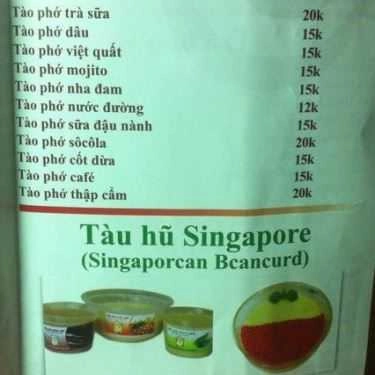 Tào phớ trà sữa 20k
Tào phớ dâu 15k
Tào phớ việt quất 15k
Tào phớ mojito 15k
Tào phớ nha đam 15k
Tào phớ nước đường 12k
Tào phớ sữa đậu nành 15k
Tào phớ sôcôla 20k
Tào phớ cốt dừa 15k
Tào phớ café 15k
Tào phớ thập cẩm 20k
Tàu hũ Singapore
(Singaporcan Bcancurd)